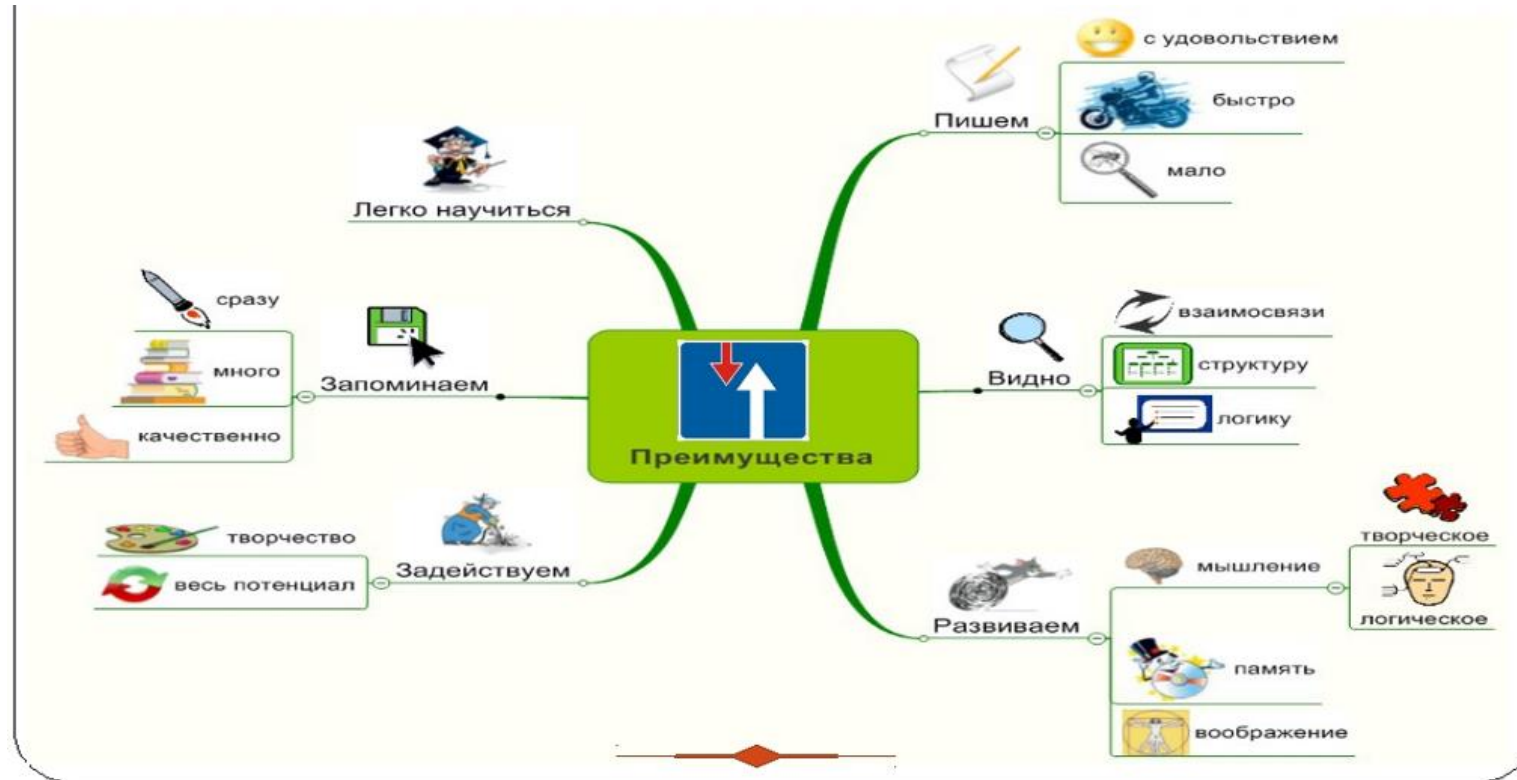 с удовольствием
быстро
Пишем
мало
Легко научиться
сразу
много
Запоминаем
качественно
взаимосвязи
структуру
Видно
логику
Преимущества
творчество
весь потенциал
Задействуем
творческое
мышление
логическое
Развиваем
память
воображение